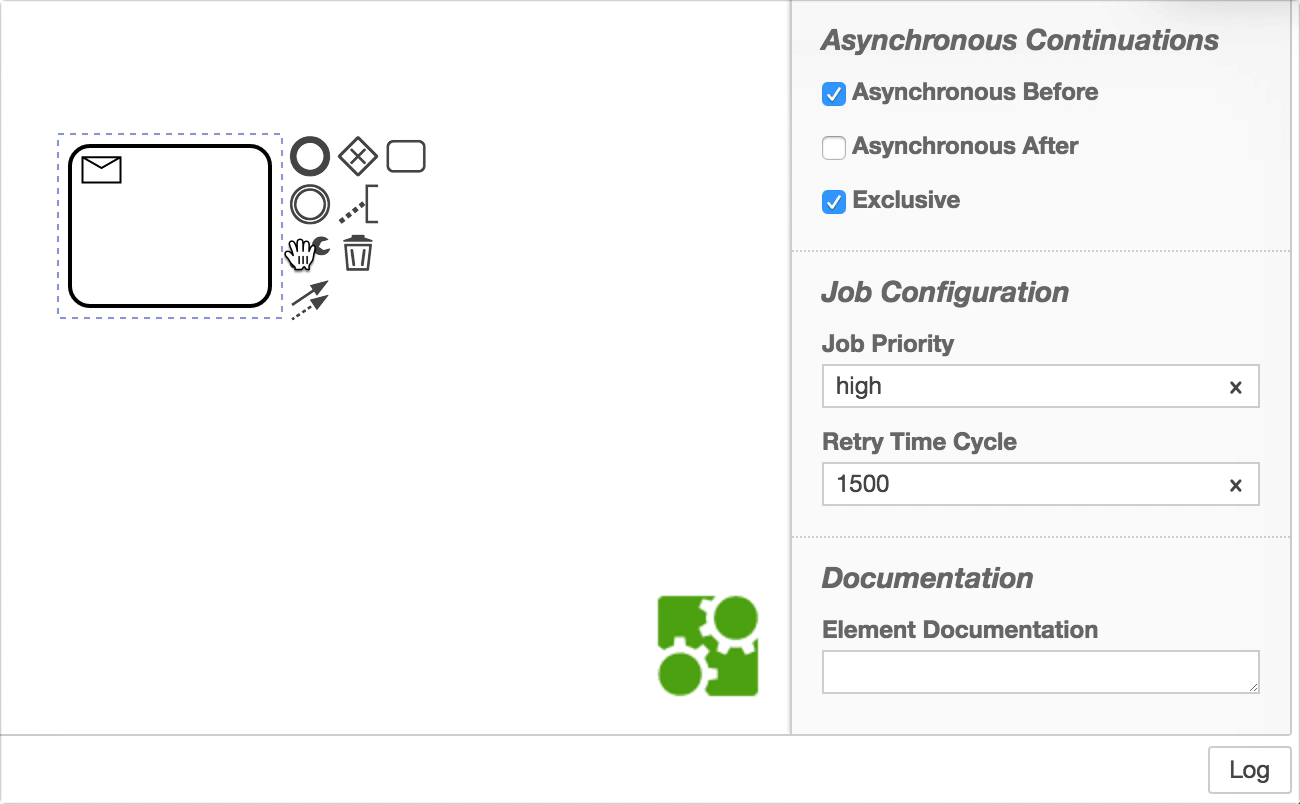 Asynchronous Continuations
Asynchronous Before
Asynchronous After
Exclusive
Job Configuration
Job Priority
high
Retry Time Cycle
1500
Documentation
Element Documentation
Log